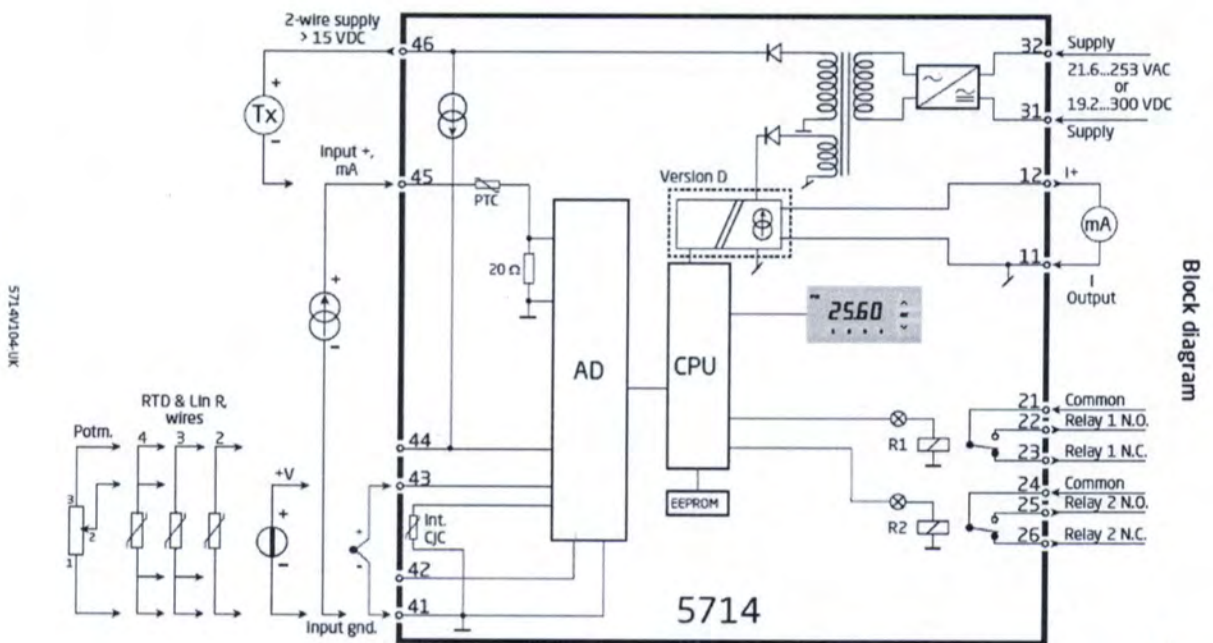 2-wire supply
> 15 VDC
46
32
Supply
21.6...253 VAC
or
19.2...300 VDC
31
Supply
+
Tx
-
Input +,
mA
45
PTC
20 Ω
Version D
12
I+
mA
11
I
Output
Block diagram
5714V104-UK
+
-
AD
CPU
25.60
RTD & Lin R,
wires
Potm.
4
3
2
3
2
1
+V
+
-
44
43
+
-
Int.
CJC
42
41
Input gnd.
EEPROM
R1
R2
21
Common
22
Relay 1 N.O.
23
Relay 1 N.C.
24
Common
25
Relay 2 N.O.
26
Relay 2 N.C.
5714